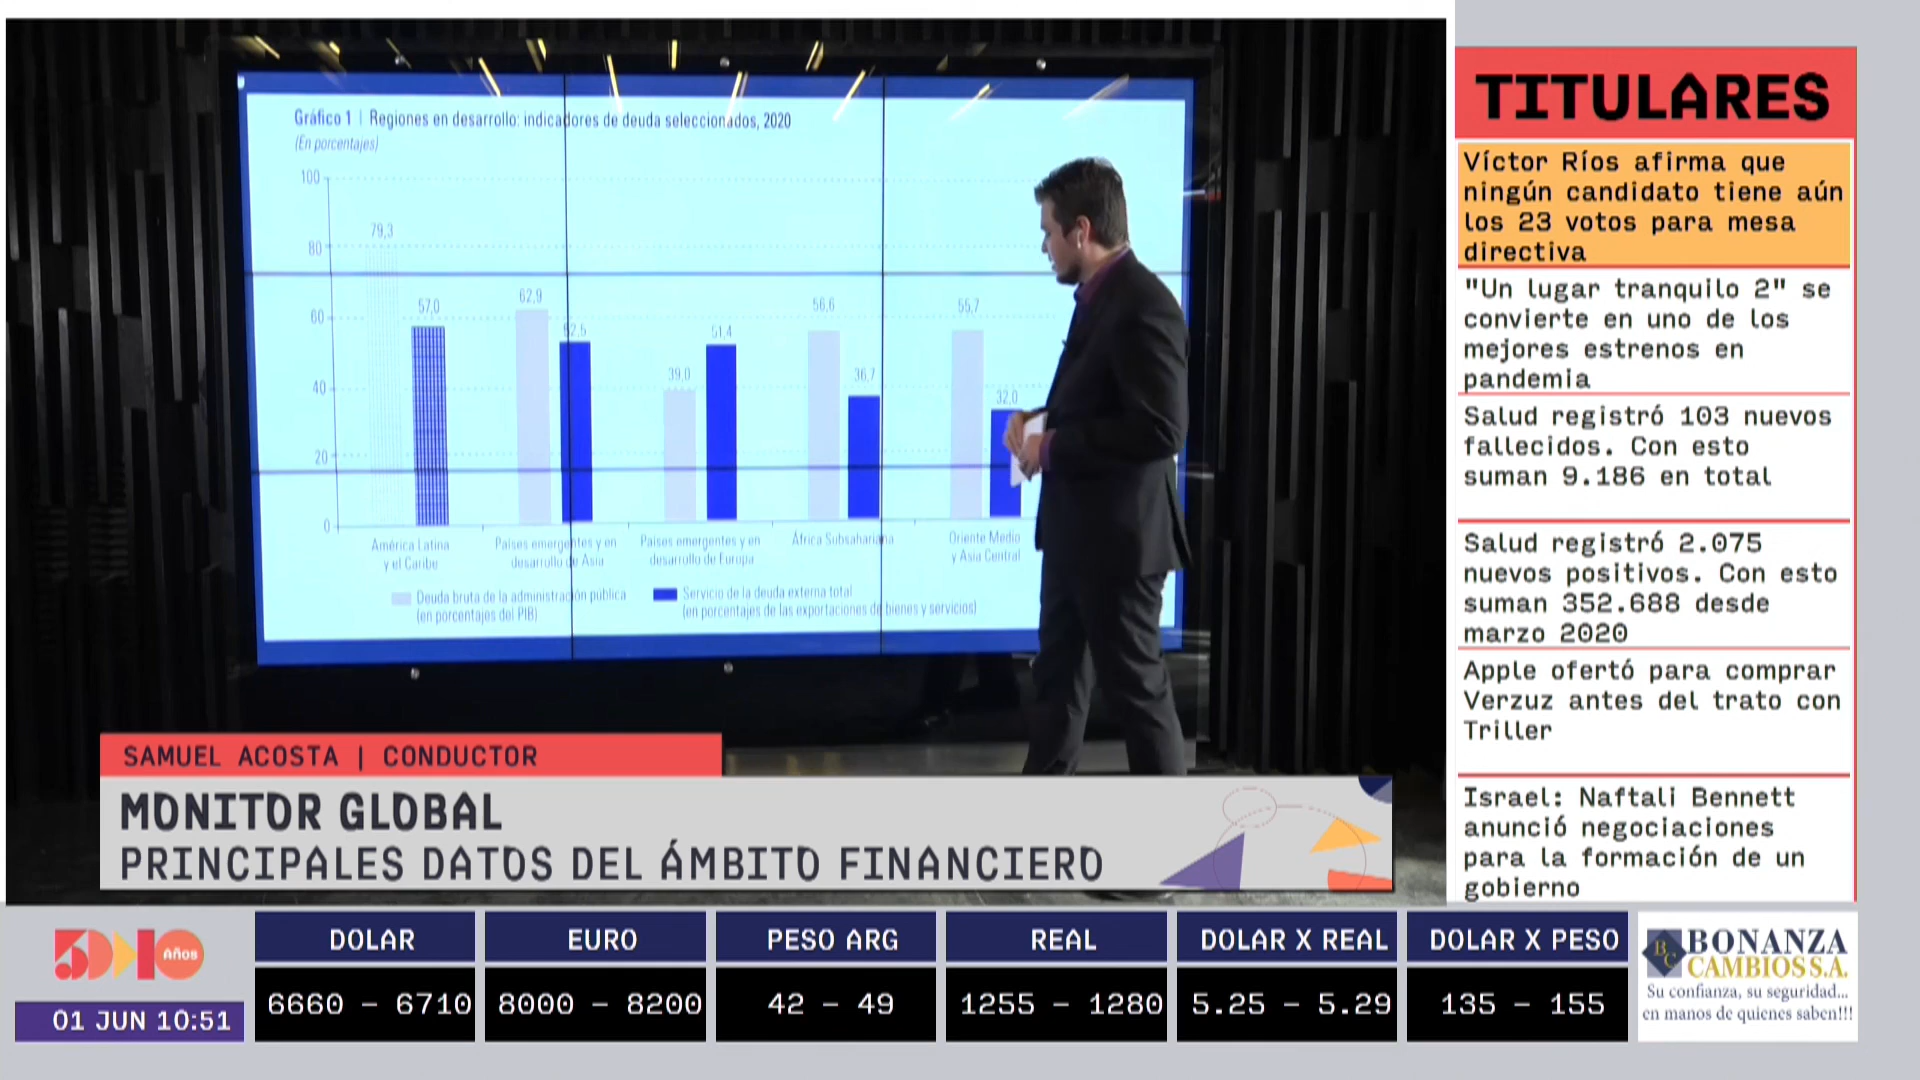 Gráfico 1 | Regiones en desarrollo: indicadores de deuda seleccionados, 2020
(En porcentajes)
100
80
60
40
20
0
79,3
57,0
62,9
52,5
39,0
51,4
56,6
36,7
55,7
32,0
América Latina
y el Caribe
Países emergentes y en
desarrollo de Asia
Países emergentes y en
desarrollo de Europa
África Subsahariana
Oriente Medio
y Asia Central
Deuda bruta de la administración pública
(en porcentajes del PIB)
Servicio de la deuda externa total
(en porcentajes de las exportaciones de bienes y servicios)
SAMUEL ACOSTA | CONDUCTOR
MONITOR GLOBAL
PRINCIPALES DATOS DEL ÁMBITO FINANCIERO
TITULARES
Víctor Ríos afirma que
ningún candidato tiene aún
los 23 votos para mesa
directiva
"Un lugar tranquilo 2" se
convierte en uno de los
mejores estrenos en
pandemia
Salud registró 103 nuevos
fallecidos. Con esto
suman 9.186 en total
Salud registró 2.075
nuevos positivos. Con esto
suman 352.688 desde
marzo 2020
Apple ofertó para comprar
Verzuz antes del trato con
Triller
Israel: Naftali Bennett
anunció negociaciones
para la formación de un
gobierno
5D10 Años
01 JUN 10:51
DOLAR
6660 - 6710
EURO
8000 - 8200
PESO ARG
42 - 49
REAL
1255 - 1280
DOLAR X REAL
5.25 - 5.29
DOLAR X PESO
135 - 155
BC
BONANZA
CAMBIOS S.A.
Su confianza, su seguridad...
en manos de quienes saben!!!